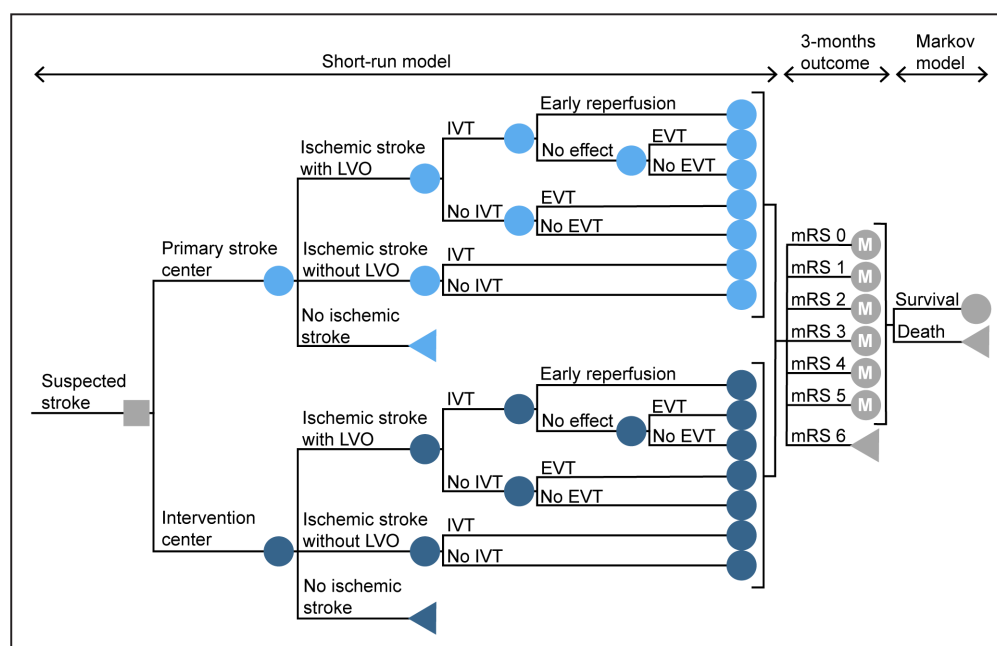 Short-run model
3-months
outcome
Markov
model
Suspected
stroke
Primary stroke
center
Ischemic stroke
with LVO
IVT
Early reperfusion
No effect
EVT
No EVT
No IVT
EVT
No EVT
Ischemic stroke
without LVO
IVT
No IVT
No ischemic
stroke
Intervention
center
Ischemic stroke
with LVO
IVT
Early reperfusion
No effect
EVT
No EVT
No IVT
EVT
No EVT
Ischemic stroke
without LVO
IVT
No IVT
No ischemic
stroke
mRS 0 M
mRS 1 M
mRS 2 M
mRS 3 M
mRS 4 M
mRS 5 M
mRS 6
Survival
Death